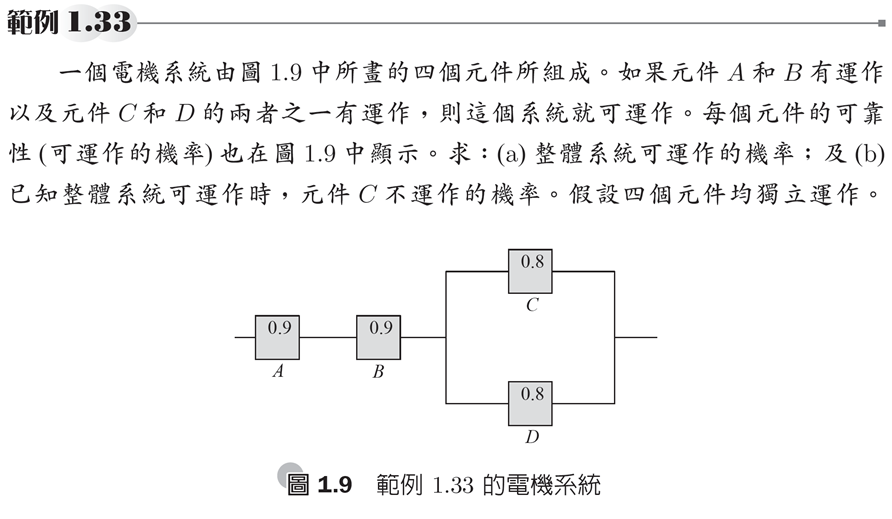 範例 1.33
一個電機系統由圖 1.9 中所畫的四個元件所組成。如果元件 A 和 B 有運作
以及元件 C 和 D 的兩者之一有運作，則這個系統就可運作。每個元件的可靠
性 (可運作的機率) 也在圖 1.9 中顯示。求：(a) 整體系統可運作的機率；及 (b)
已知整體系統可運作時，元件 C 不運作的機率。假設四個元件均獨立運作。
0.8
C
0.9
0.9
A
B
0.8
D
圖 1.9 範例 1.33 的電機系統